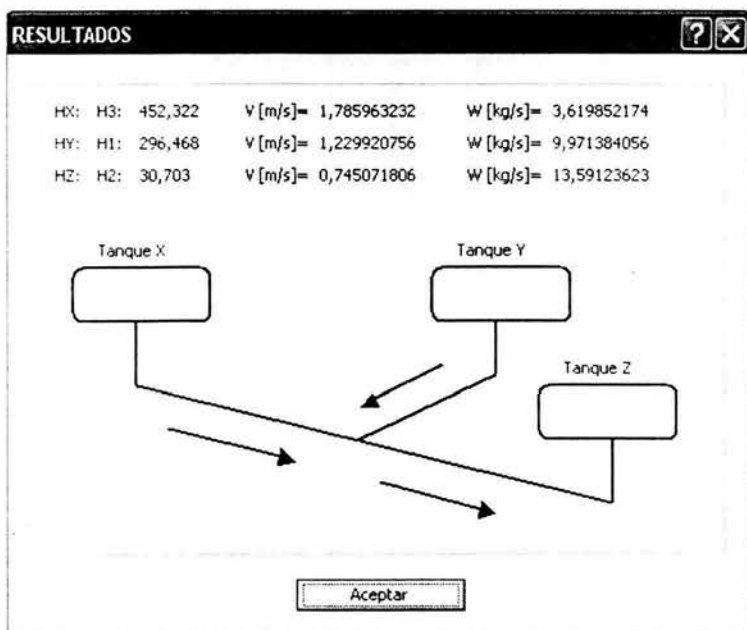 RESULTADOS
HX: H3: 452,322 V [m/s]= 1,785963232 W [kg/s]= 3,619852174
HY: H1: 296,468 V [m/s]= 1,229920756 W [kg/s]= 9,971384056
HZ: H2: 30,703 V [m/s]= 0,745071806 W [kg/s]= 13,59123623
Tanque X
Tanque Y
Tanque Z
Aceptar